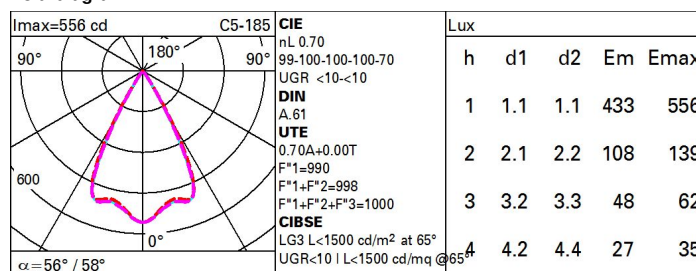 Imax=556 cd C5-185
90° 180° 90°
600
0°
α=56° / 58°
CIE
nL 0.70
99-100-100-100-70
UGR <10-<10
DIN
A.61
UTE
0.70A+0.00T
F"1=990
F"1+F"2=998
F"1+F"2+F"3=1000
CIBSE
LG3 L<1500 cd/m² at 65°
UGR<10 | L<1500 cd/mq @65°
Lux
h d1 d2 Em Emax
1 1.1 1.1 433 556
2 2.1 2.2 108 139
3 3.2 3.3 48 62
4 4.2 4.4 27 35